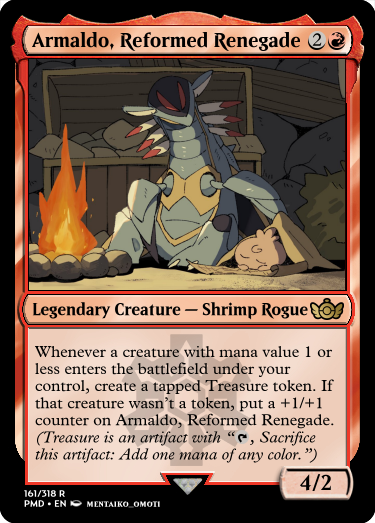 Armaldo, Reformed Renegade 2
Legendary Creature — Shrimp Rogue
Whenever a creature with mana value 1 or
less enters the battlefield under your
control, create a tapped Treasure token. If
that creature wasn't a token, put a +1/+1
counter on Armaldo, Reformed Renegade.
(Treasure is an artifact with “, Sacrifice
this artifact: Add one mana of any color.”)
4/2
161/318 R
PMD • EN MENTAIKO_OMOTI